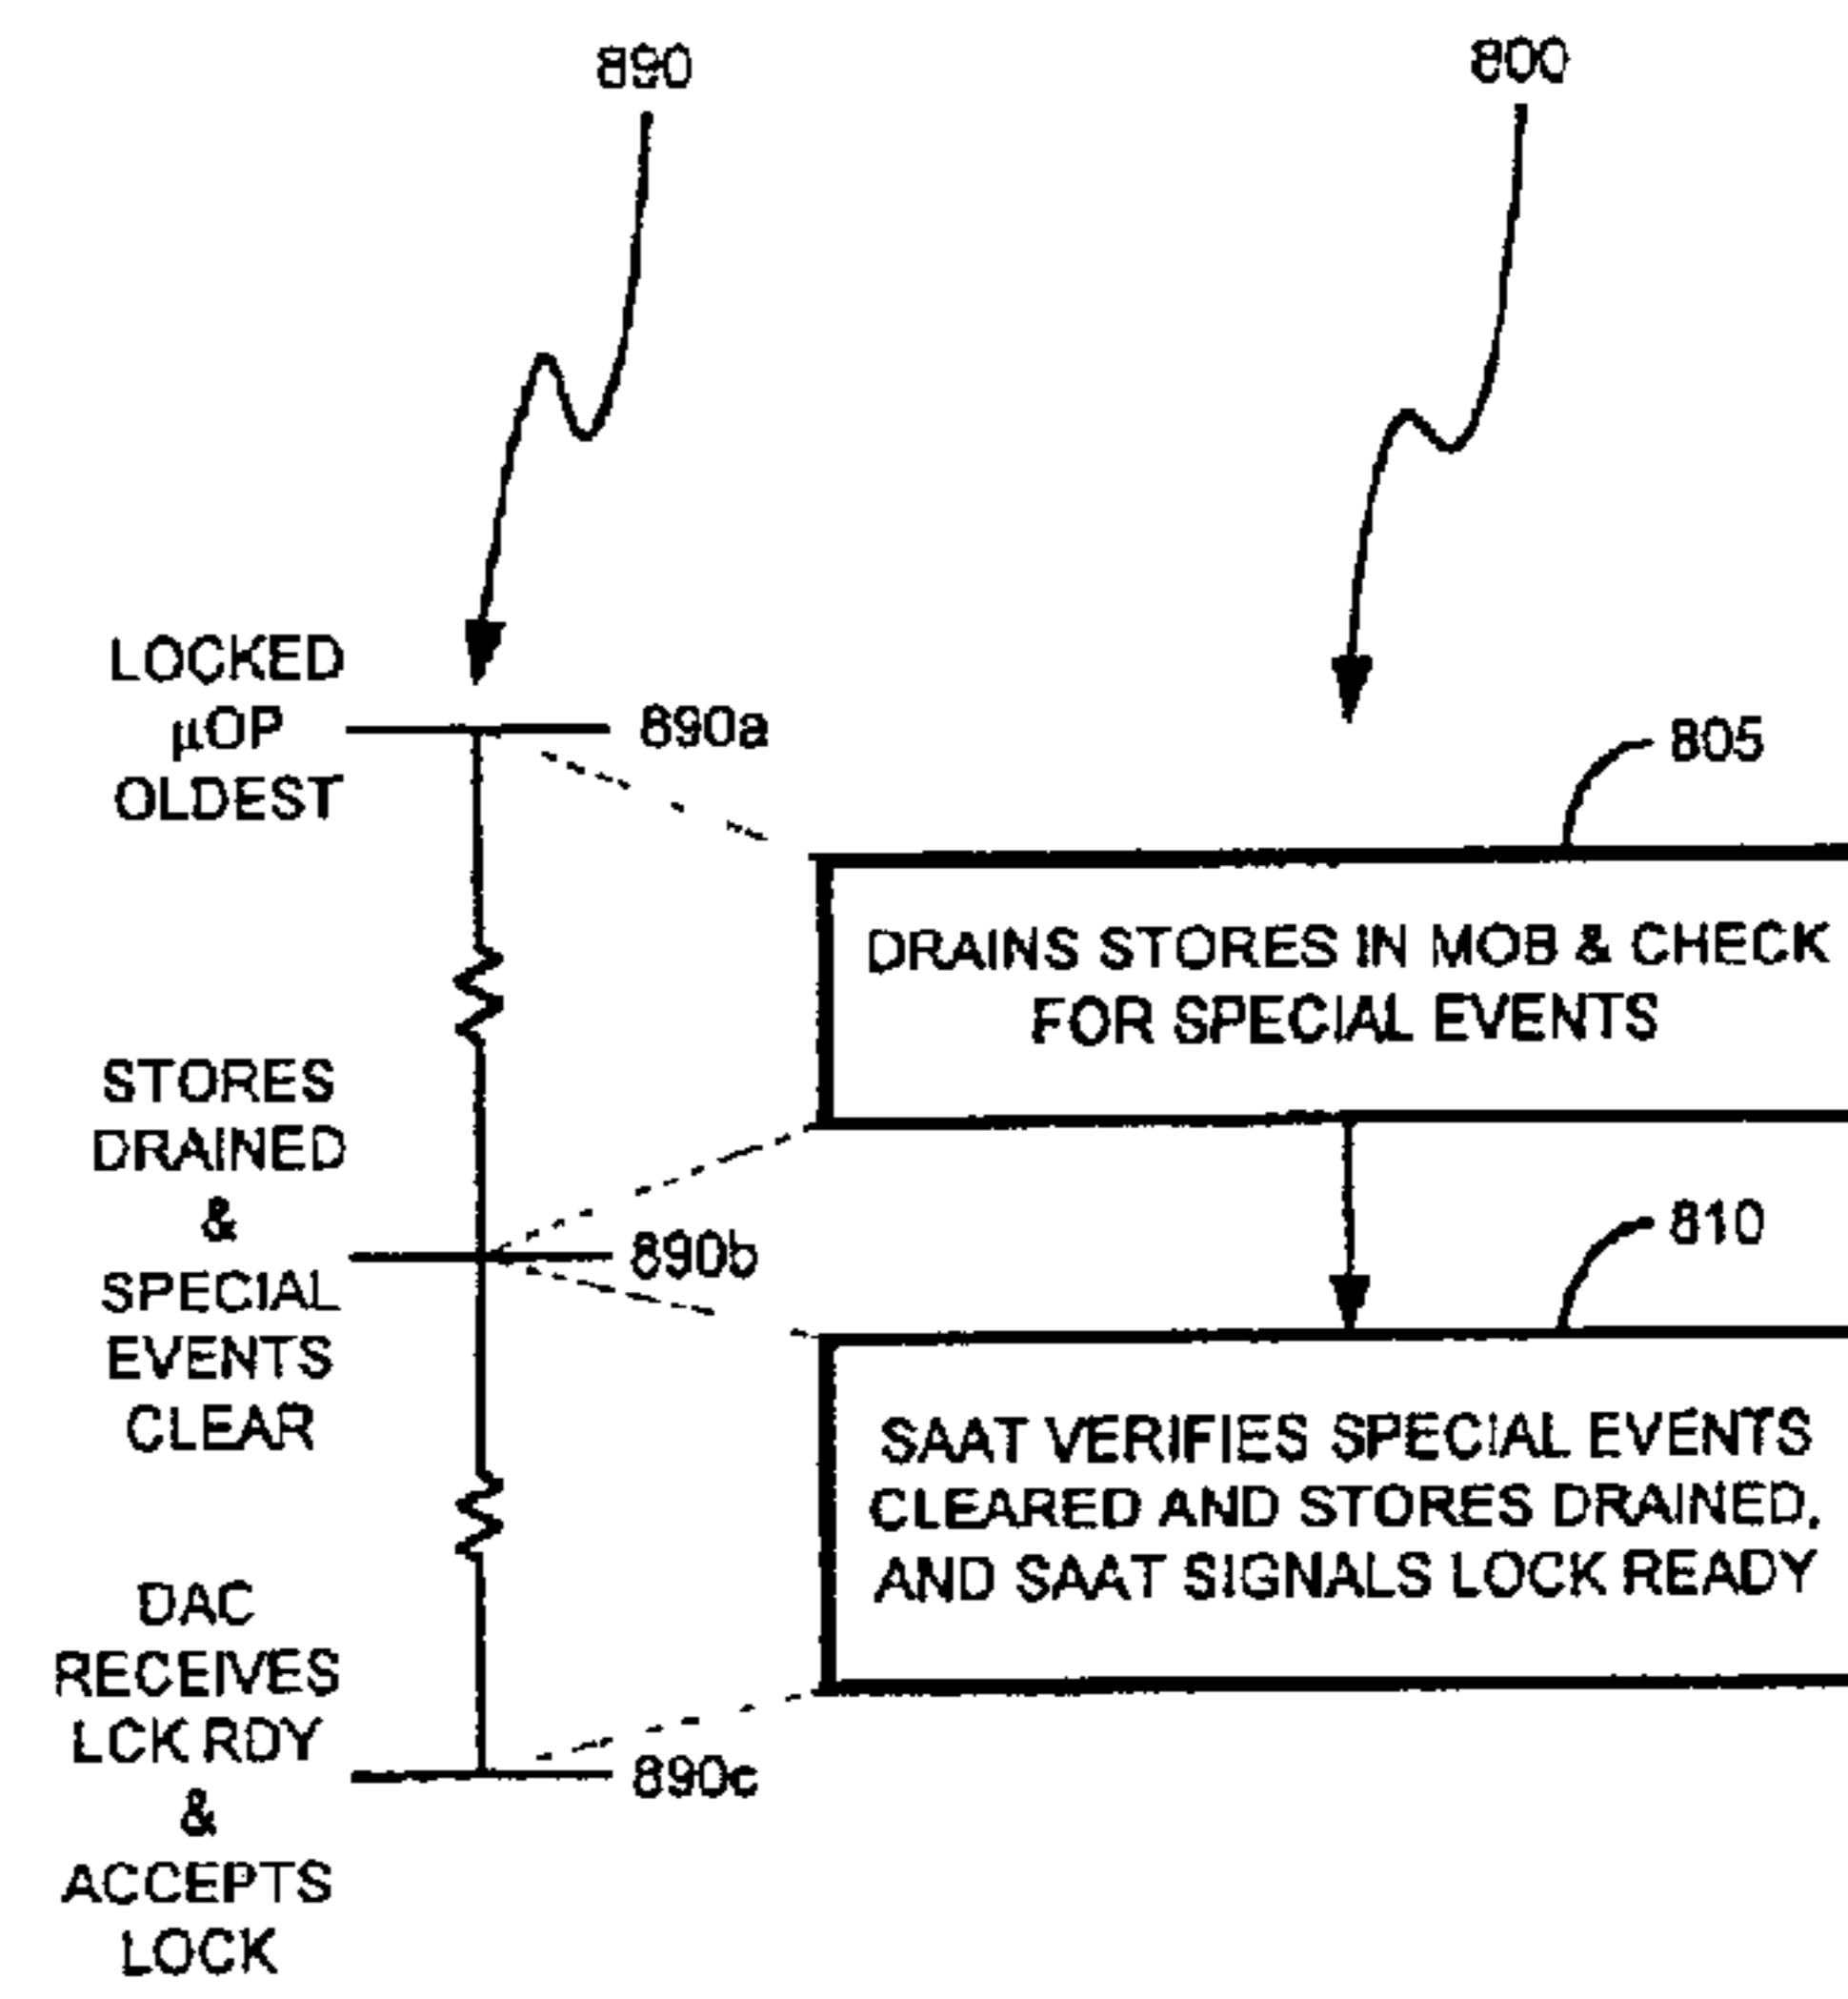 890
800
LOCKED
µOP
OLDEST
890a
805
DRAINS STORES IN MOB & CHECK
FOR SPECIAL EVENTS
STORES
DRAINED
&
SPECIAL
EVENTS
CLEAR
890b
810
SAAT VERIFIES SPECIAL EVENTS
CLEARED AND STORES DRAINED,
AND SAAT SIGNALS LOCK READY
DAC
RECEIVES
LCK RDY
&
ACCEPTS
LOCK
890c